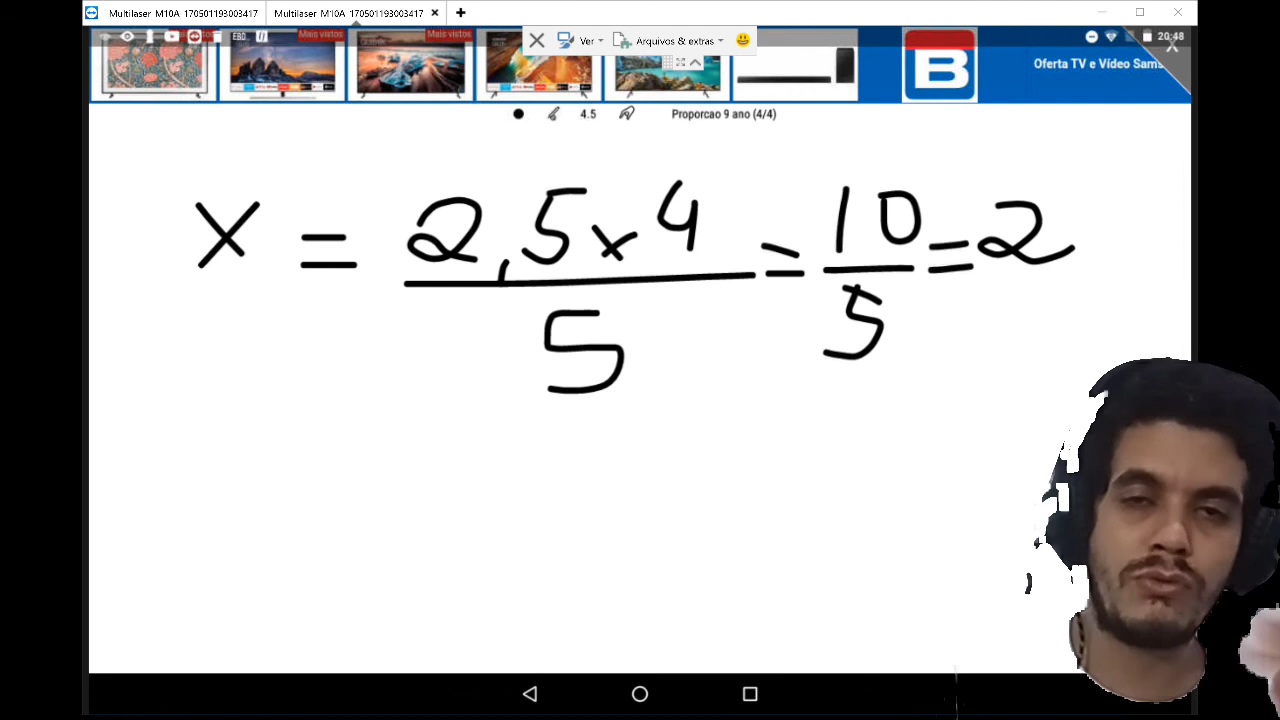 Multilaser M10A 170501193003417
Multilaser M10A 170501193003417
Mais vistos
Mais vistos
Ver
Arquivos & extras
20:48
B
Oferta TV e Vídeo Sams
4.5
Proporcao 9 ano (4/4)
X = 2,5x4 / 5 = 10 / 5 = 2